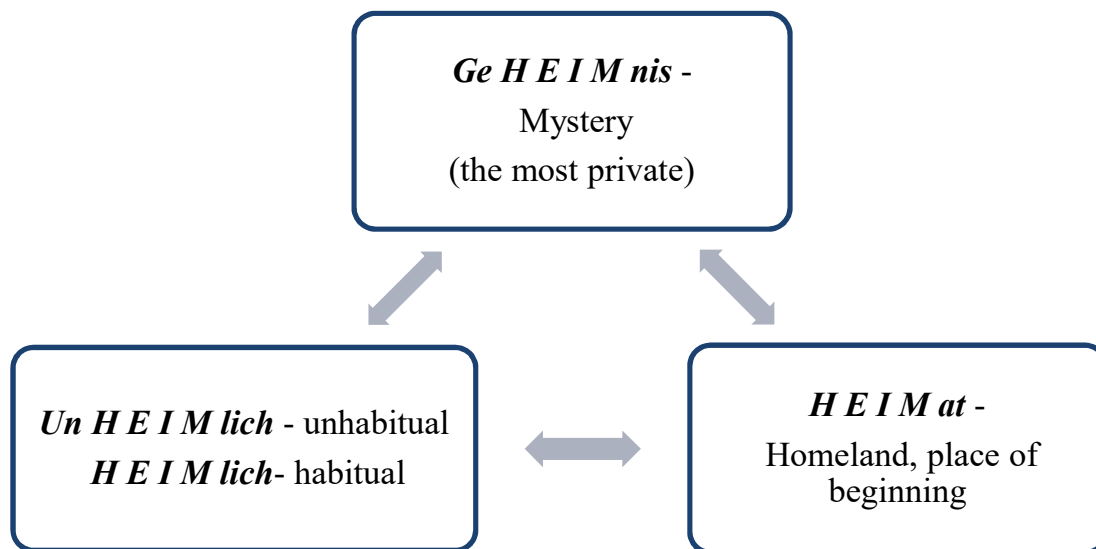 Ge H E I M nis -
Mystery
(the most private)
Un H E I M lich - unhabitual
H E I M lich- habitual
H E I M at -
Homeland, place of
beginning